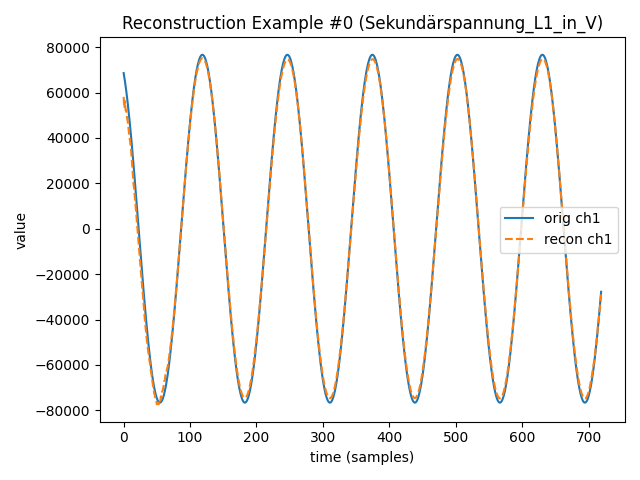 Reconstruction Example #0 (Sekundärspannung_L1_in_V)
80000
60000
40000
20000
0
−20000
−40000
−60000
−80000
value
orig ch1
recon ch1
0 100 200 300 400 500 600 700
time (samples)